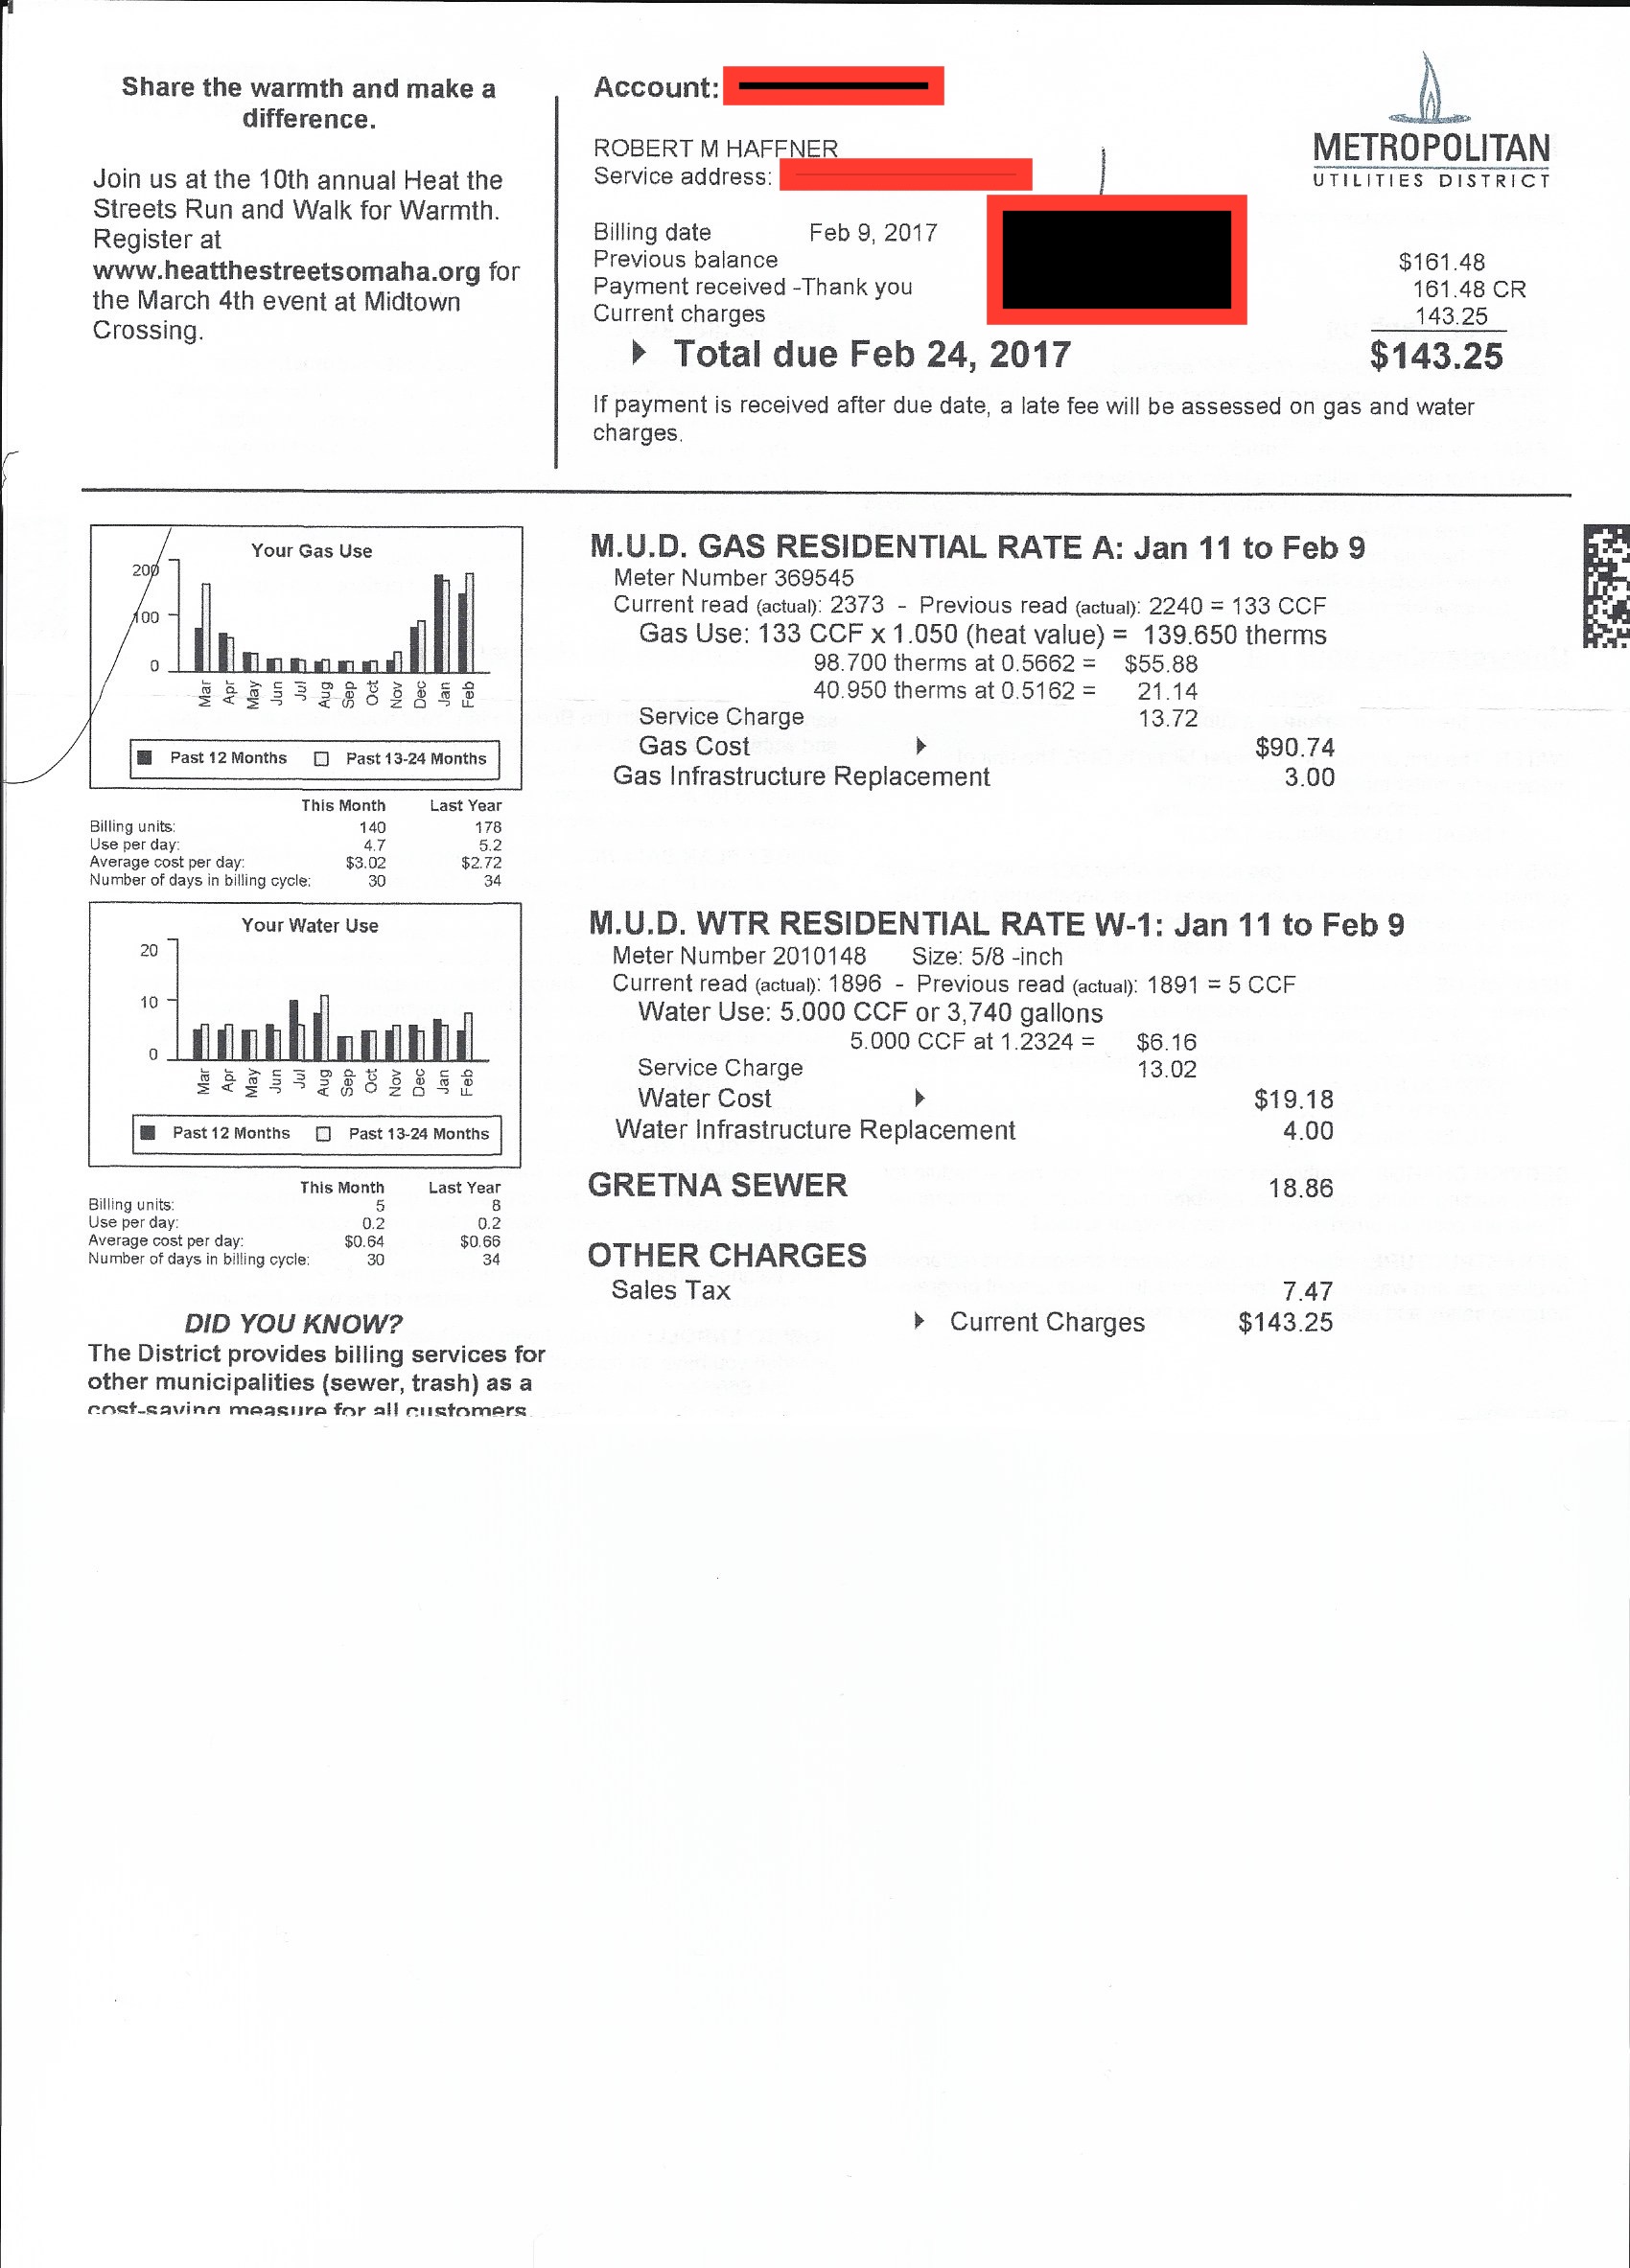 Share the warmth and make a
difference.
Join us at the 10th annual Heat the
Streets Run and Walk for Warmth.
Register at
www.heatthestreetsomaha.org for
the March 4th event at Midtown
Crossing.
Account:
ROBERT M HAFFNER
Service address:
Billing date Feb 9, 2017
Previous balance $161.48
Payment received -Thank you 161.48 CR
Current charges 143.25
Total due Feb 24, 2017 $143.25
If payment is received after due date, a late fee will be assessed on gas and water
charges.
METROPOLITAN
UTILITIES DISTRICT
Your Gas Use
200
100
0
Mar Apr May Jun Jul Aug Sep Oct Nov Dec Jan Feb
Past 12 Months Past 13-24 Months
This Month Last Year
Billing units: 140 178
Use per day: 4.7 5.2
Average cost per day: $3.02 $2.72
Number of days in billing cycle: 30 34
M.U.D. GAS RESIDENTIAL RATE A: Jan 11 to Feb 9
Meter Number 369545
Current read (actual): 2373 - Previous read (actual): 2240 = 133 CCF
Gas Use: 133 CCF x 1.050 (heat value) = 139.650 therms
98.700 therms at 0.5662 = $55.88
40.950 therms at 0.5162 = 21.14
Service Charge 13.72
Gas Cost $90.74
Gas Infrastructure Replacement 3.00
Your Water Use
20
10
0
Mar Apr May Jun Jul Aug Sep Oct Nov Dec Jan Feb
Past 12 Months Past 13-24 Months
This Month Last Year
Billing units: 5 8
Use per day: 0.2 0.2
Average cost per day: $0.64 $0.66
Number of days in billing cycle: 30 34
M.U.D. WTR RESIDENTIAL RATE W-1: Jan 11 to Feb 9
Meter Number 2010148 Size: 5/8 -inch
Current read (actual): 1896 - Previous read (actual): 1891 = 5 CCF
Water Use: 5.000 CCF or 3,740 gallons
5.000 CCF at 1.2324 = $6.16
Service Charge 13.02
Water Cost $19.18
Water Infrastructure Replacement 4.00
GRETNA SEWER 18.86
OTHER CHARGES
Sales Tax 7.47
Current Charges $143.25
DID YOU KNOW?
The District provides billing services for
other municipalities (sewer, trash) as a
cost-saving measure for all customers.